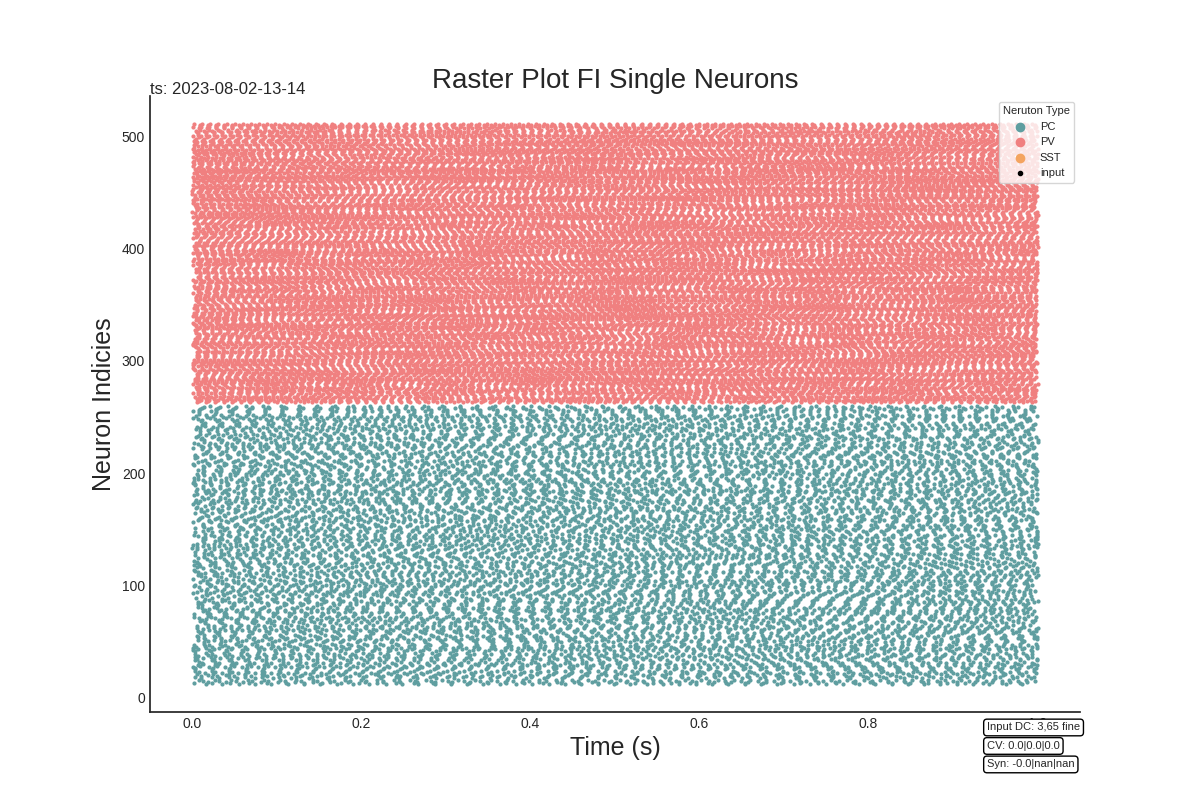 Raster Plot FI Single Neurons
ts: 2023-08-02-13-14
Neruton Type
PC
PV
SST
input
500
400
300
200
100
0
Neuron Indicies
0.0 0.2 0.4 0.6 0.8
Time (s)
Input DC: 3,65 fine
CV: 0.0|0.0|0.0
Syn: -0.0|nan|nan